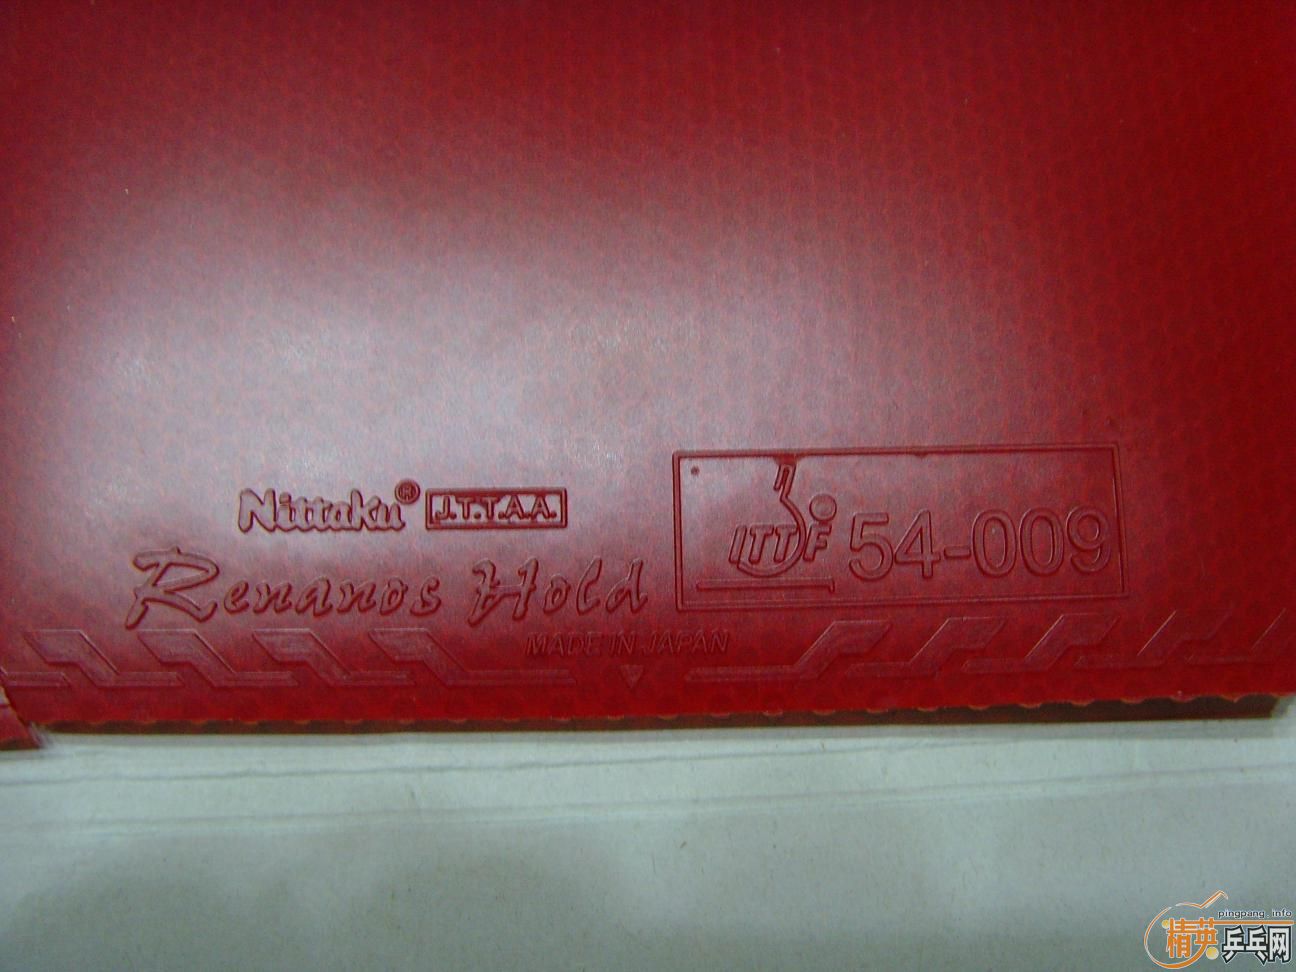 Nittaku® J.T.T.A.A.
Renanos Hold
ITTF 54-009
MADE IN JAPAN
pingpang.info
精英乒乓网